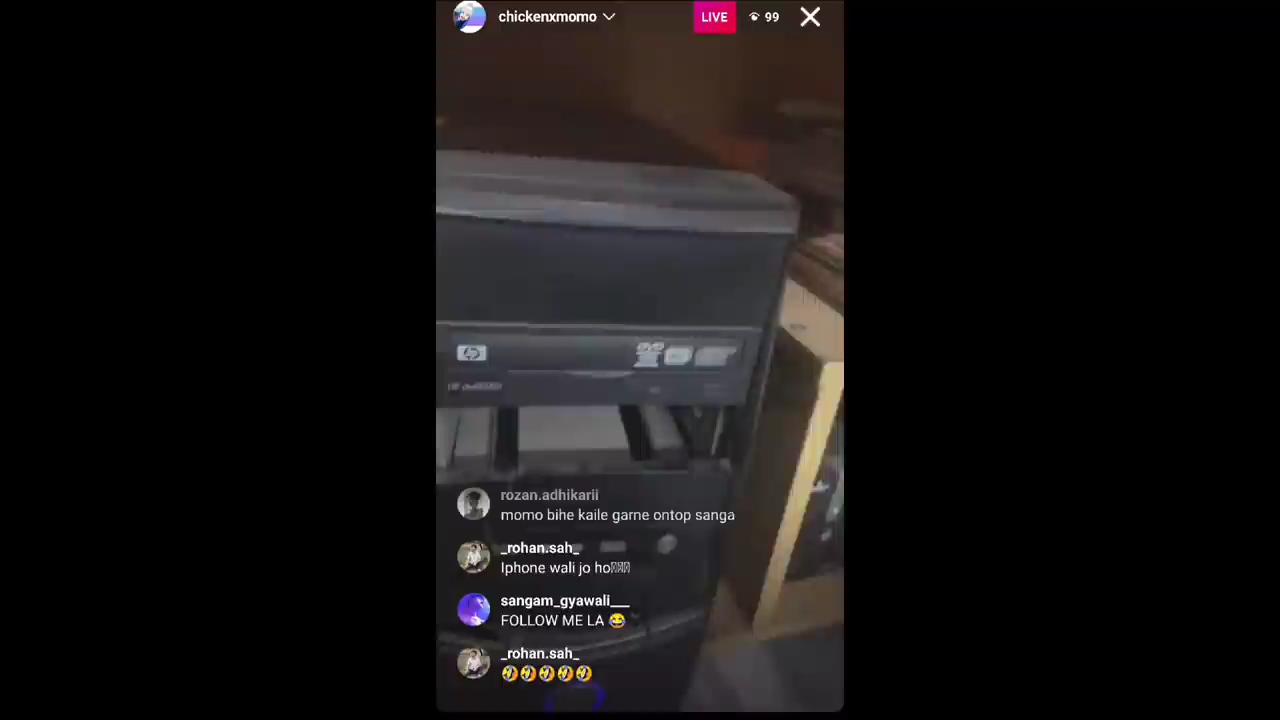 chickenxmomo
LIVE
99
hp
rozan.adhikarii
momo bihe kaile garne ontop sanga
_rohan.sah_
Iphone wali jo ho
sangam_gyawali___
FOLLOW ME LA 😂
_rohan.sah_
🤣🤣🤣🤣🤣